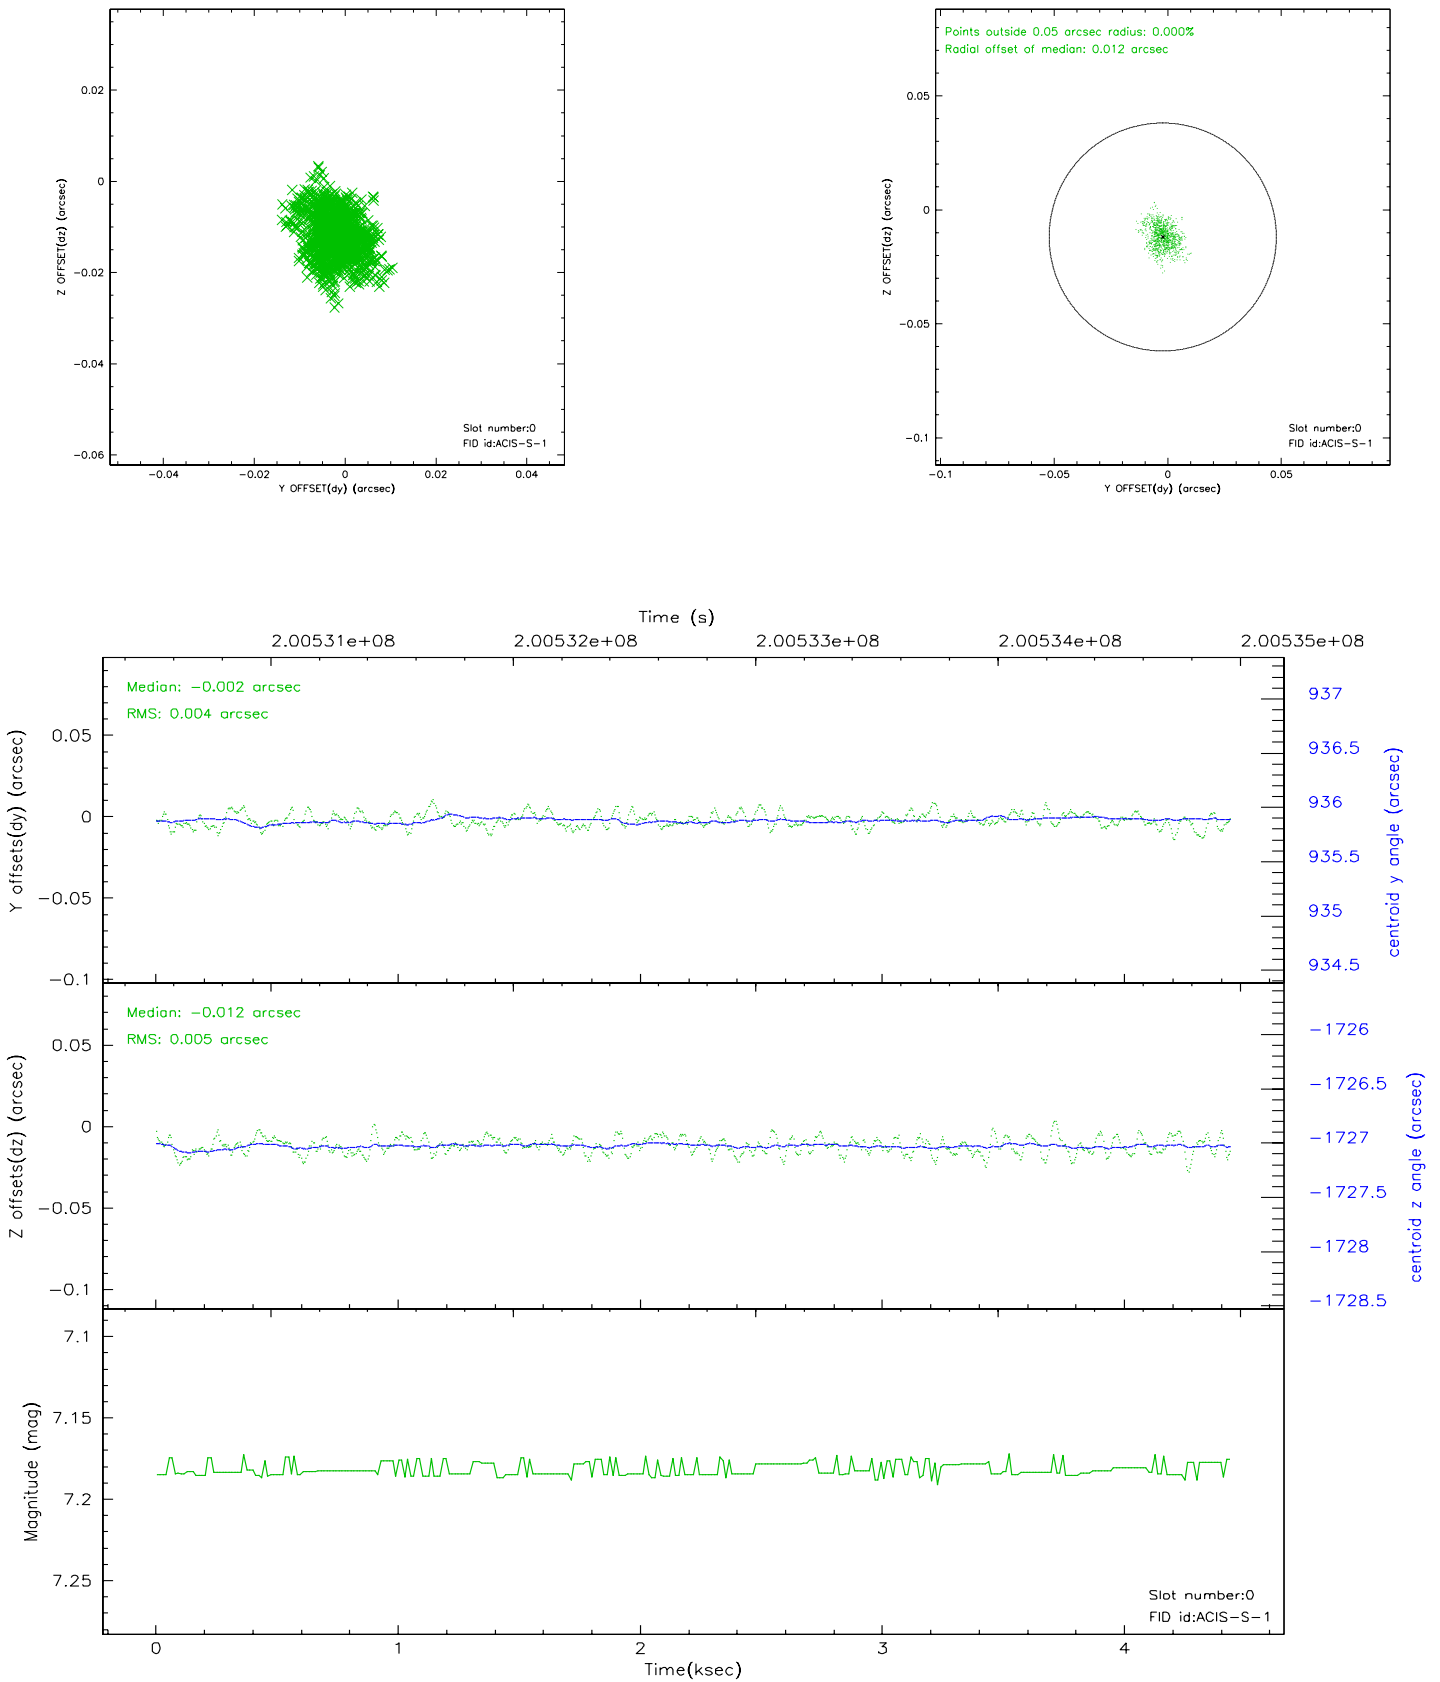 0.02
0
−0.02
−0.04
−0.06
Z OFFSET(dz) (arcsec)
Slot number:0
FID id:ACIS−S−1
−0.04 −0.02 0 0.02 0.04
Y OFFSET(dy) (arcsec)
Points outside 0.05 arcsec radius: 0.000%
Radial offset of median: 0.012 arcsec
0.05
0
−0.05
−0.1
Z OFFSET(dz) (arcsec)
Slot number:0
FID id:ACIS−S−1
−0.1 −0.05 0 0.05
Y OFFSET(dy) (arcsec)
Time (s)
2.00531e+08 2.00532e+08 2.00533e+08 2.00534e+08 2.00535e+08
Median: −0.002 arcsec
RMS: 0.004 arcsec
0.05
0
−0.05
−0.1
Y offsets(dy) (arcsec)
937
936.5
936
935.5
935
934.5
centroid y angle (arcsec)
Median: −0.012 arcsec
RMS: 0.005 arcsec
0.05
0
−0.05
−0.1
Z offsets(dz) (arcsec)
−1726
−1726.5
−1727
−1727.5
−1728
−1728.5
centroid z angle (arcsec)
7.1
7.15
7.2
7.25
Magnitude (mag)
Slot number:0
FID id:ACIS−S−1
0 1 2 3 4
Time(ksec)